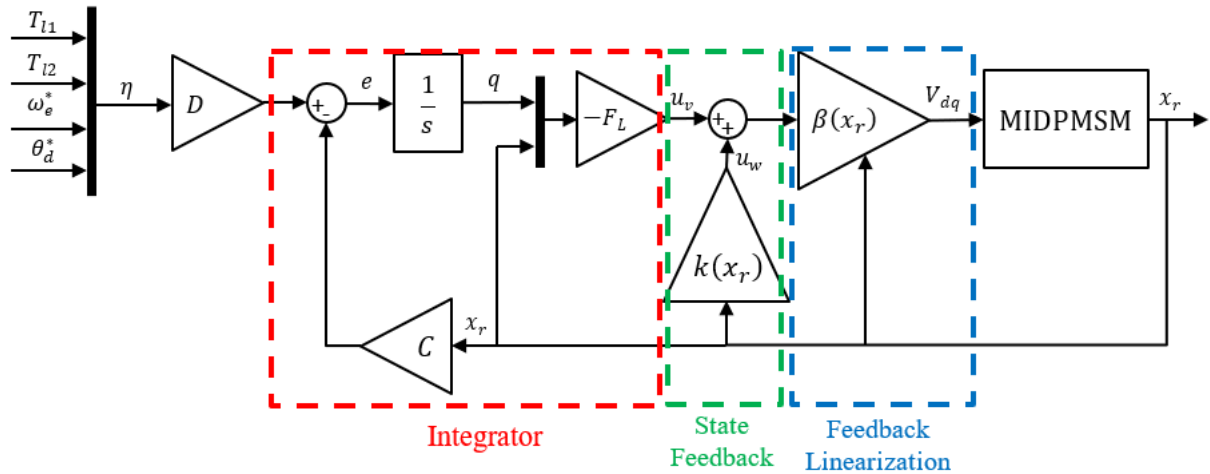 T_{l1}
T_{l2}
ω_e^*
θ_d^*
η
D
+
-
e
1
s
q
-F_L
u_v
+
+
u_w
k(x_r)
β(x_r)
V_{dq}
MIDPMSM
x_r
C
x_r
Integrator
State
Feedback
Feedback
Linearization